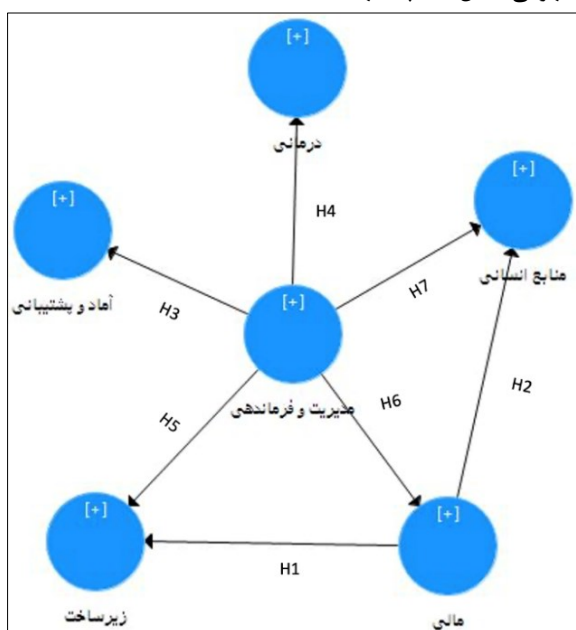 [+]
درمانی
[+]
منابع انسانی
[+]
آماد و پشتیبانی
H4
H7
H3
[+]
مدیریت و فرماندهی
H2
H6
H5
[+]
زیرساخت
H1
[+]
مالی